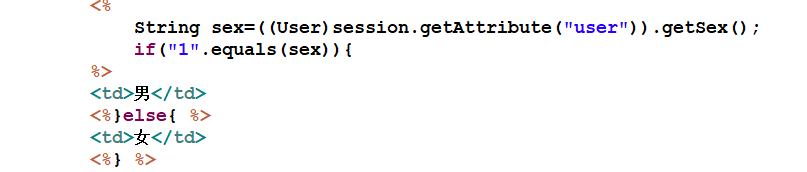 <%
String sex=((User)session.getAttribute("user")).getSex();
if("1".equals(sex)){
%>
<td>男</td>
<%}else{ %>
<td>女</td>
<%} %>